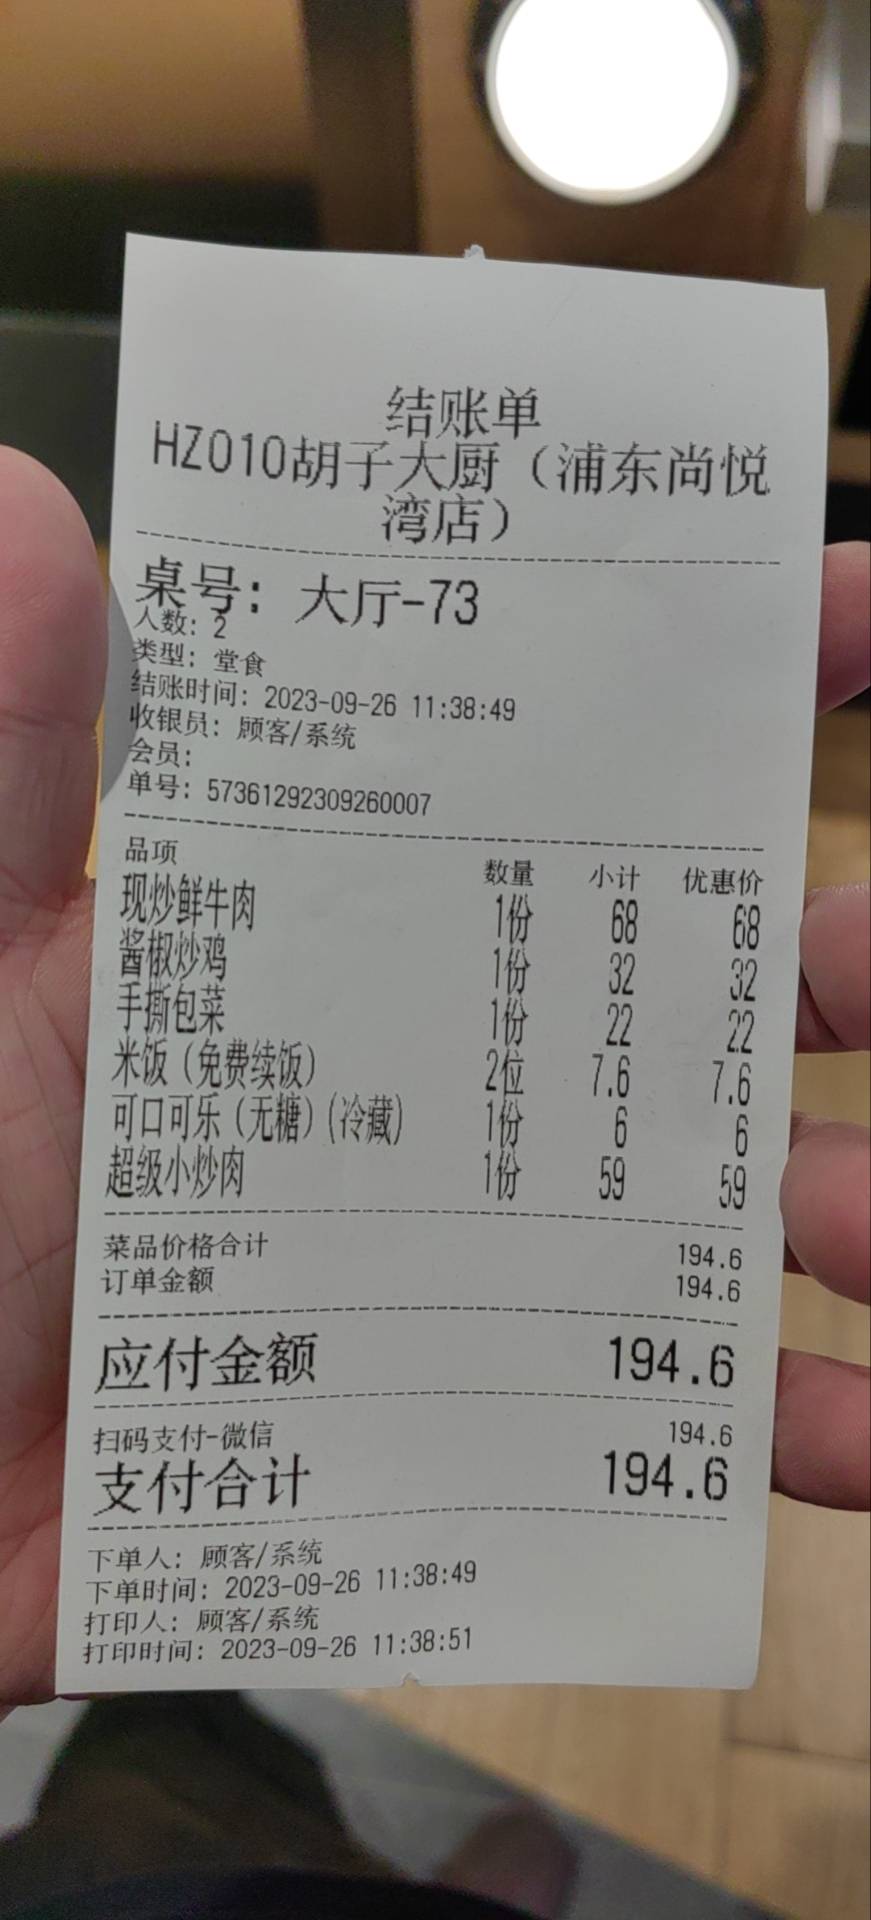 结账单
HZ010胡子大厨（浦东尚悦
湾店）
桌号：大厅-73
人数：2
类型：堂食
结账时间：2023-09-26 11:38:49
收银员：顾客/系统
会员：
单号：57361292309260007
品项 数量 小计 优惠价
现炒鲜牛肉 1份 68 68
酱椒炒鸡 1份 32 32
手撕包菜 1份 22 22
米饭（免费续饭） 2位 7.6 7.6
可口可乐（无糖）(冷藏) 1份 6 6
超级小炒肉 1份 59 59
菜品价格合计 194.6
订单金额 194.6
应付金额 194.6
扫码支付-微信 194.6
支付合计 194.6
下单人：顾客/系统
下单时间：2023-09-26 11:38:49
打印人：顾客/系统
打印时间：2023-09-26 11:38:51